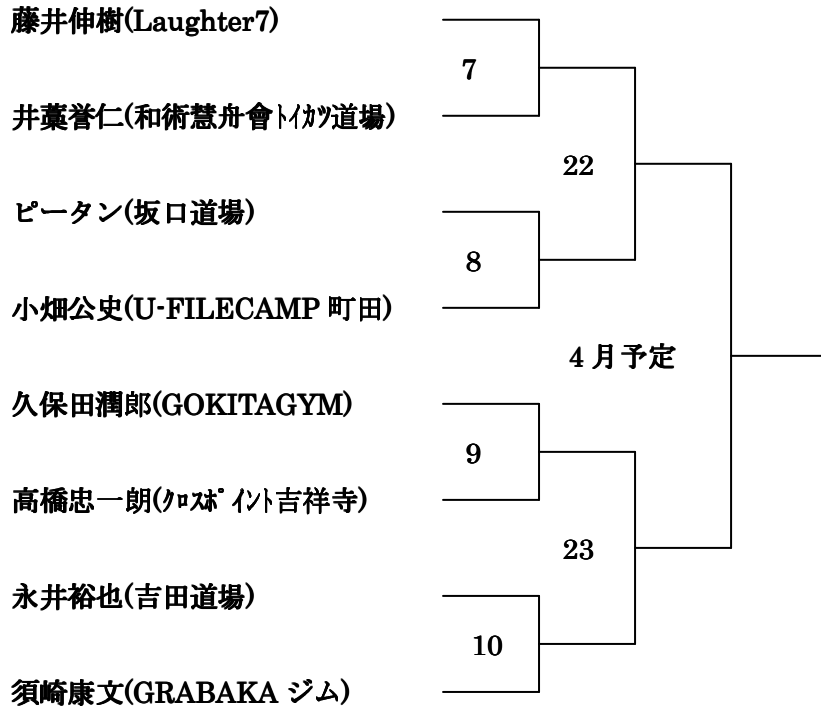 藤井伸樹(Laughter7)
7
井藁誉仁(和術慧舟會ﾄｲｶﾂ道場)
22
ピータン(坂口道場)
8
小畑公史(U-FILECAMP 町田)
4 月予定
久保田潤郎(GOKITAGYM)
9
高橋忠一朗(ｸﾛｽﾎﾟｲﾝﾄ吉祥寺)
23
永井裕也(吉田道場)
10
須崎康文(GRABAKA ジム)